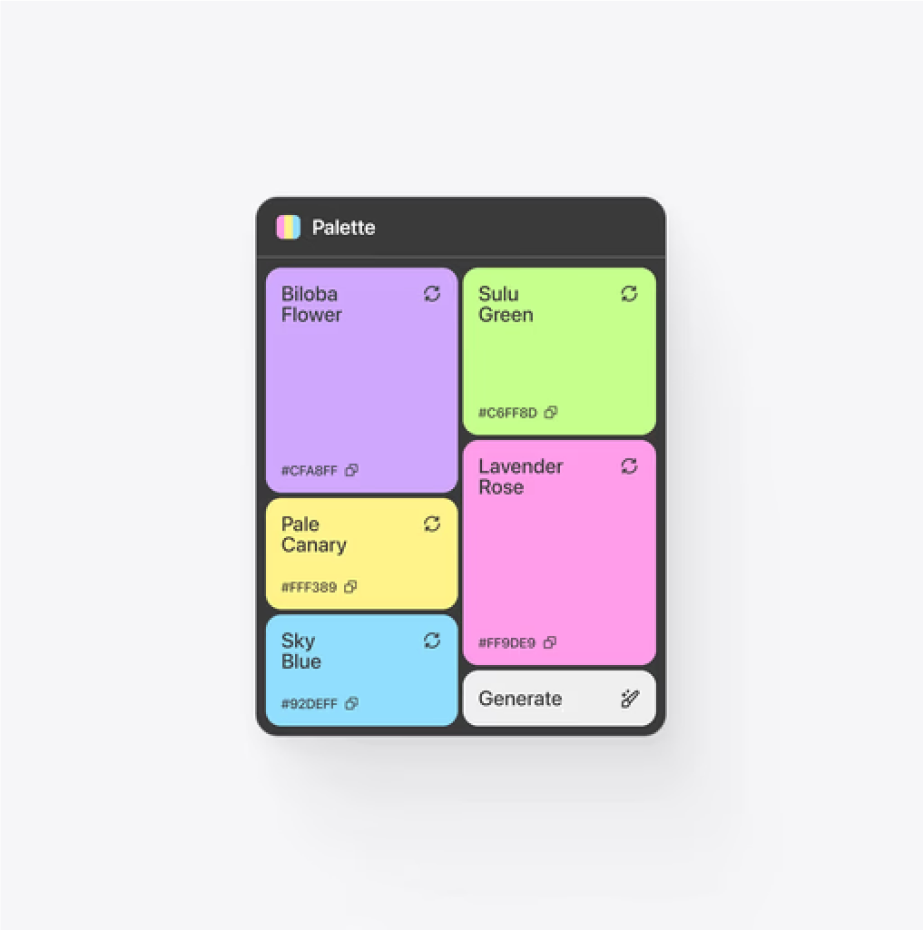 Palette
Biloba
Flower
#CFA8FF
Pale
Canary
#FFF389
Sky
Blue
#92DEFF
Sulu
Green
#C6FF8D
Lavender
Rose
#FF9DE9
Generate